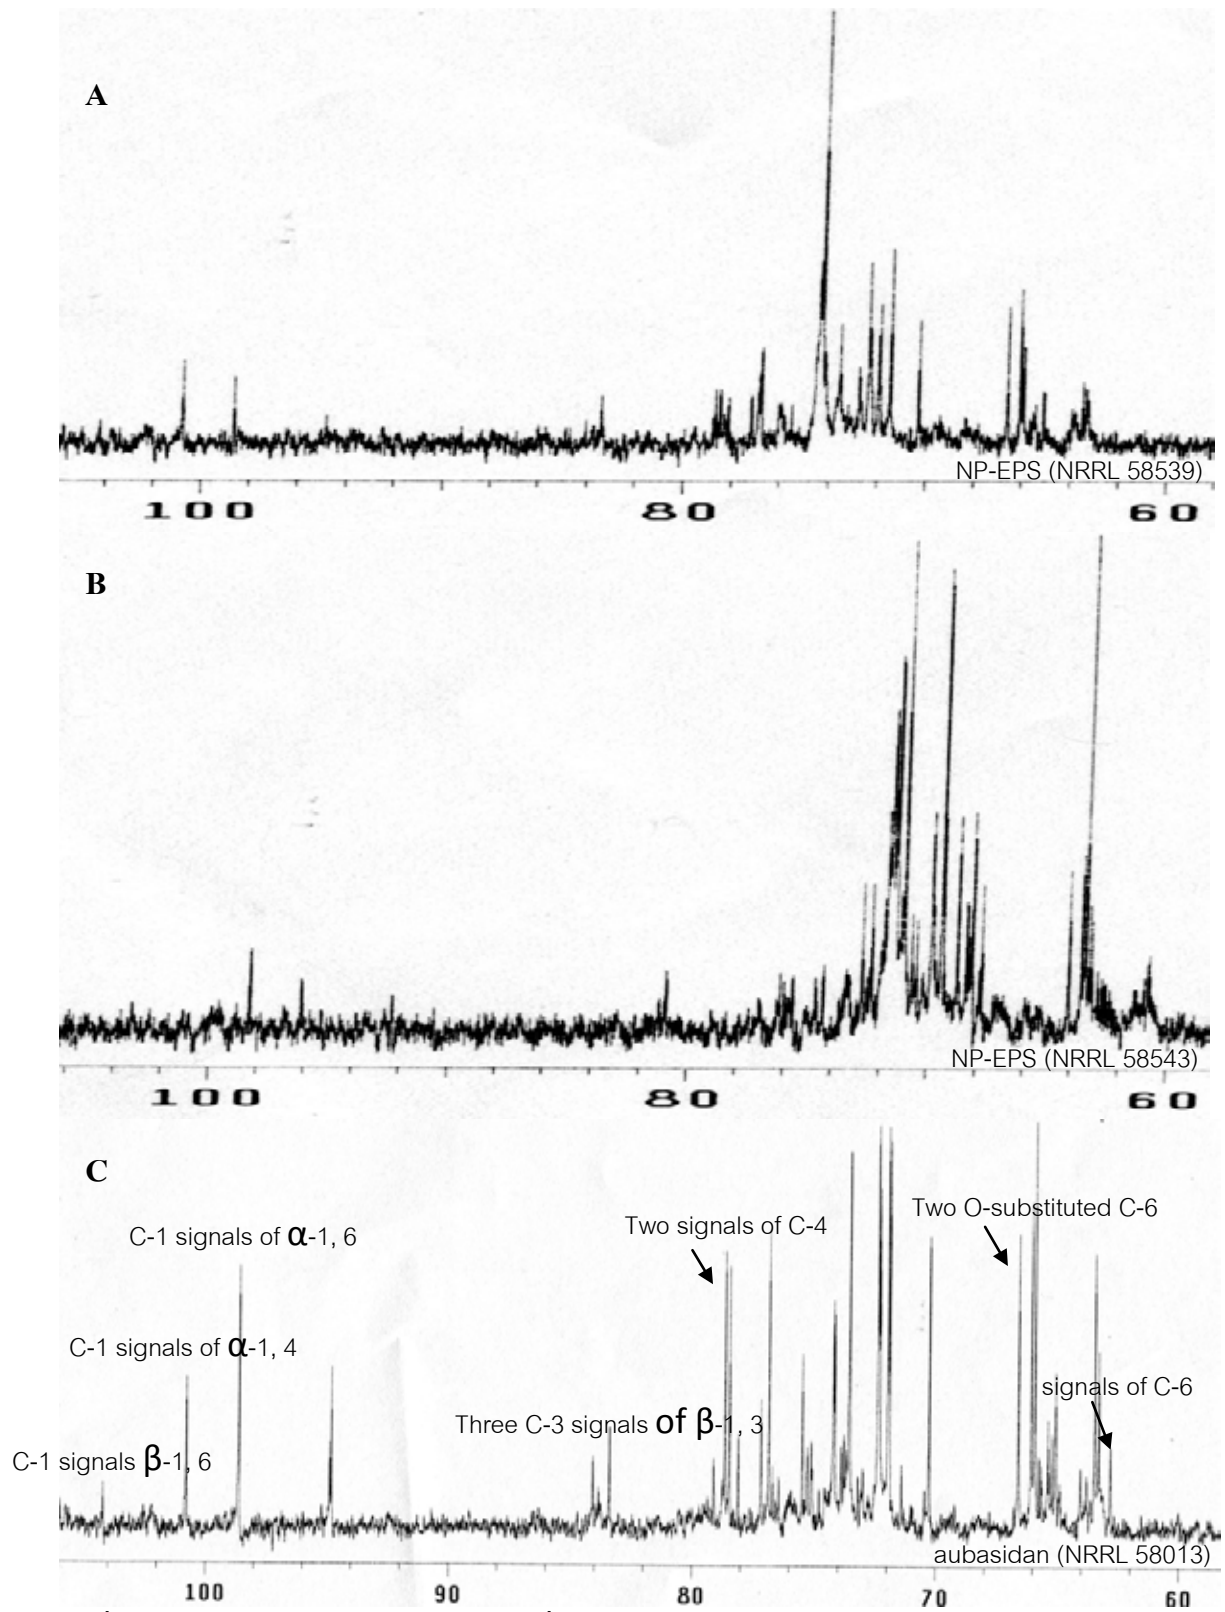 A
NP-EPS (NRRL 58539)
100 80 60
B
NP-EPS (NRRL 58543)
100 80 60
C
C-1 signals of α-1, 6
Two signals of C-4
Two O-substituted C-6
C-1 signals of α-1, 4
signals of C-6
Three C-3 signals of β-1, 3
C-1 signals β-1, 6
aubasidan (NRRL 58013)
100 90 80 70 60